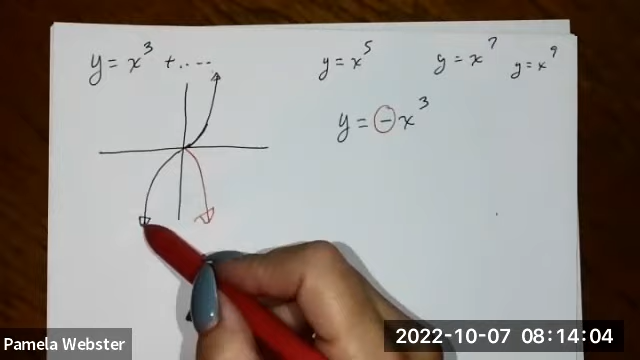 y = x³ + ....
y = x⁵
y = x⁷
y = x⁹
y = -x³
Pamela Webster
2022-10-07 08:14:04